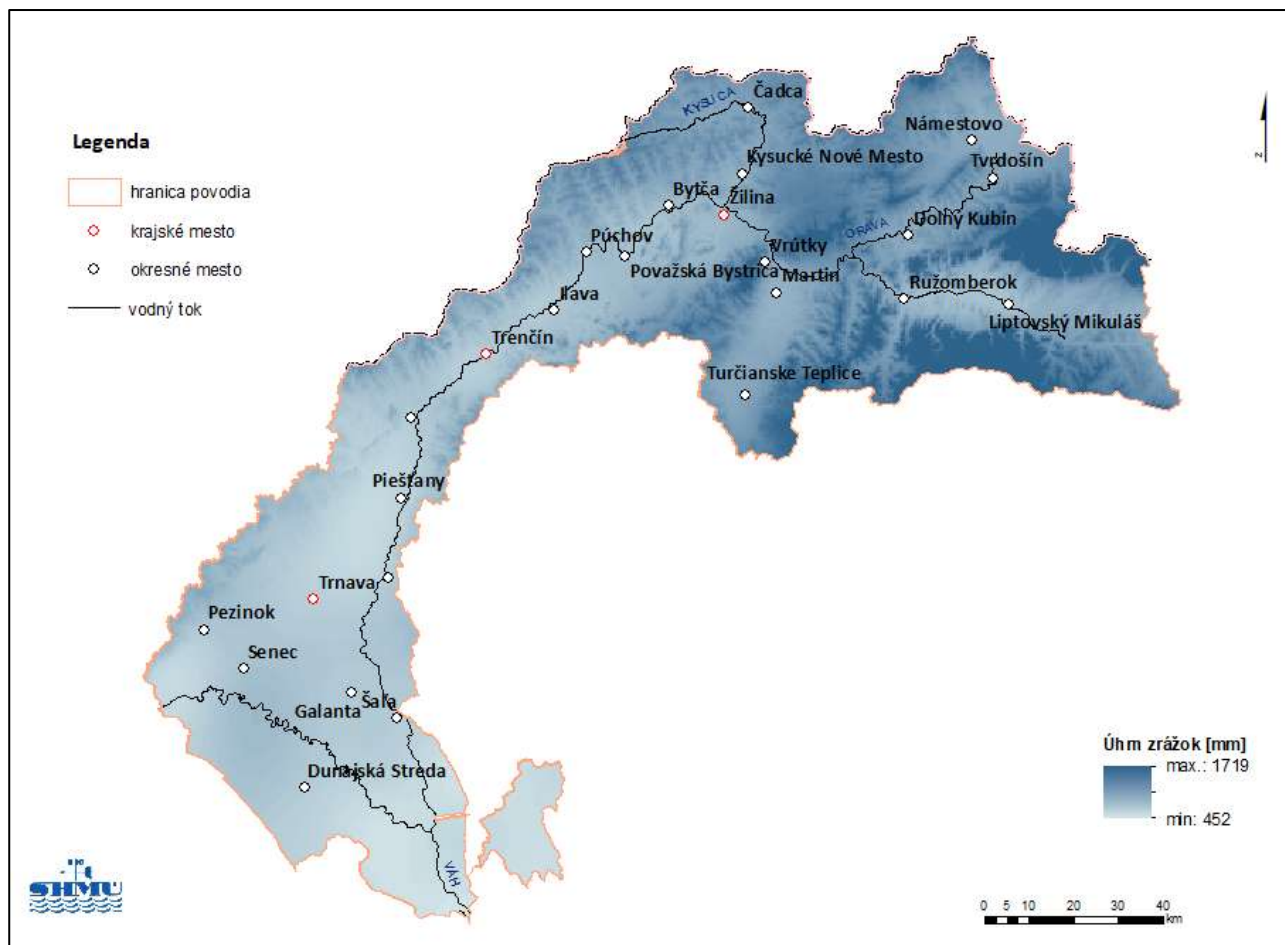 Legenda
hranica povodia
krajské mesto
okresné mesto
vodný tok
KYSUCA
Čadca
Námestovo
Kysucké Nové Mesto
Tvrdošín
Bytča
Žilina
Púchov
ORAVA
Dolný Kubín
Vrútky
Považská Bystrica
Martin
Ružomberok
Ilava
Liptovský Mikuláš
Trenčín
Turčianske Teplice
Piešťany
Trnava
Pezinok
Senec
Šaľa
Galanta
Dunajská Streda
VÁH
Úhrn zrážok [mm]
max.: 1719
min: 452
SHMÚ
0 5 10 20 30 40
km
z